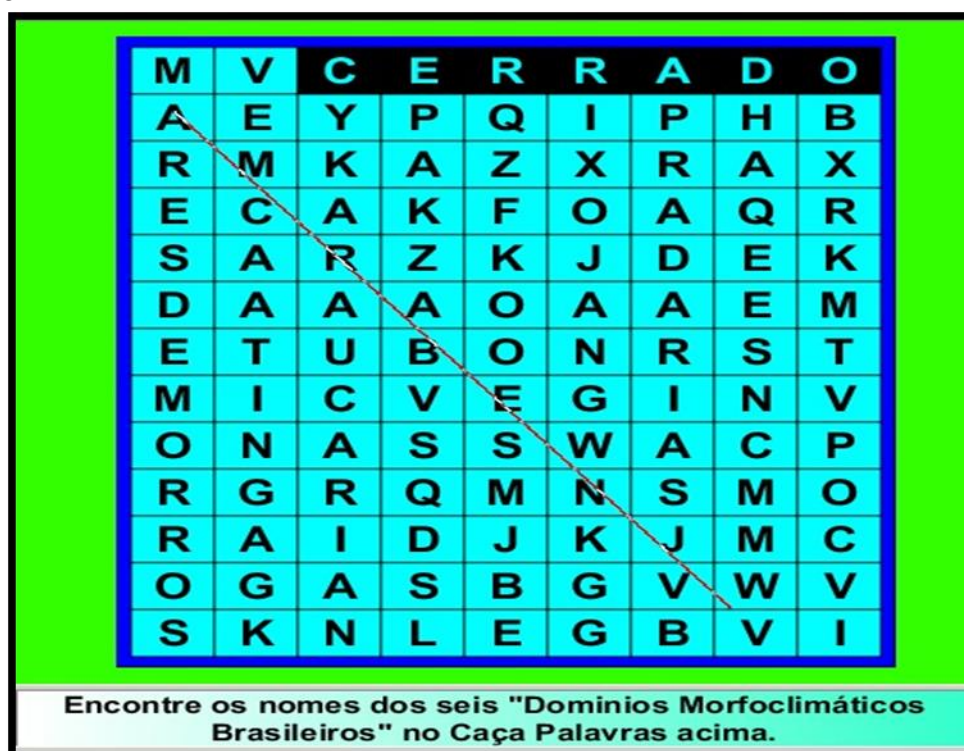 M V C E R R A D O
A E Y P Q I P H B
R M K A Z X R A X
E C A K F O A Q R
S A R Z K J D E K
D A A A O A A E M
E T U B O N R S T
M I C V E G I N V
O N A S S W A C P
R G R Q M N S M O
R A I D J K J M C
O G A S B G V W V
S K N L E G B V I
Encontre os nomes dos seis "Dominios Morfoclimáticos
Brasileiros" no Caça Palavras acima.